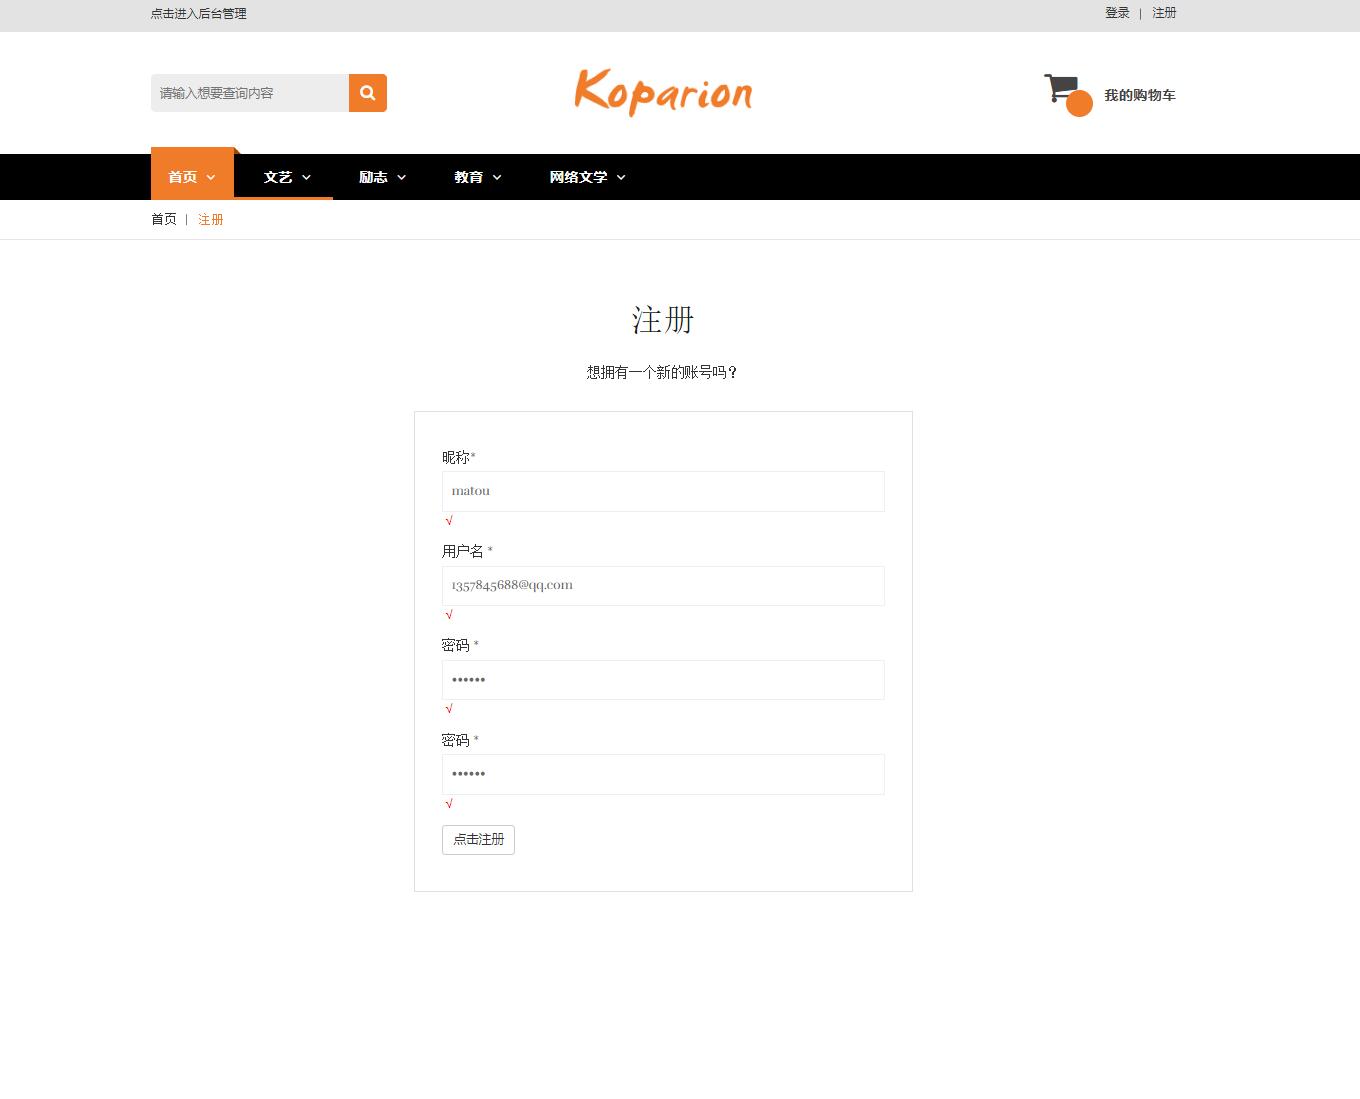 点击进入后台管理
登录 | 注册
请输入想要查询内容
Koparion
我的购物车
首页 文艺 励志 教育 网络文学
首页 | 注册
注册
想拥有一个新的账号吗？
昵称*
matou
√
用户名 *
1357845688@qq.com
√
密码 *
••••••
√
密码 *
••••••
√
点击注册